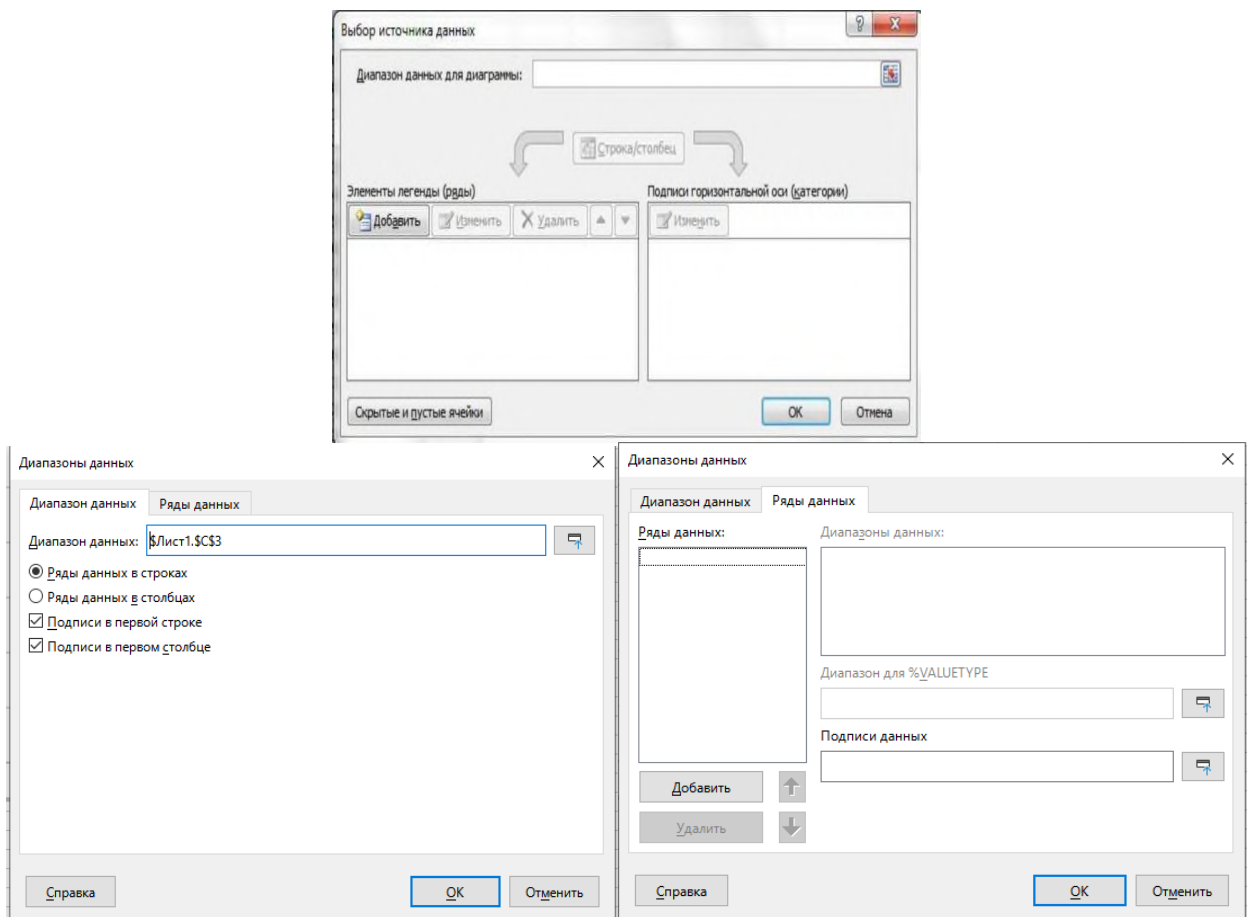 Выбор источника данных
Диапазон данных для диаграммы:
Строка/столбец
Элементы легенды (ряды)
Подписи горизонтальной оси (категории)
Добавить Изменить Удалить
Изменить
Скрытые и пустые ячейки
ОК
Отмена
Диапазоны данных
Диапазон данных
Ряды данных
Диапазон данных:
$Лист1.$C$3
Ряды данных в строках
Ряды данных в столбцах
Подписи в первой строке
Подписи в первом столбце
Справка
ОК
Отменить
Диапазоны данных
Диапазон данных
Ряды данных
Ряды данных:
Диапазоны данных:
Диапазон для %VALUETYPE
Подписи данных
Добавить
Удалить
Справка
ОК
Отменить